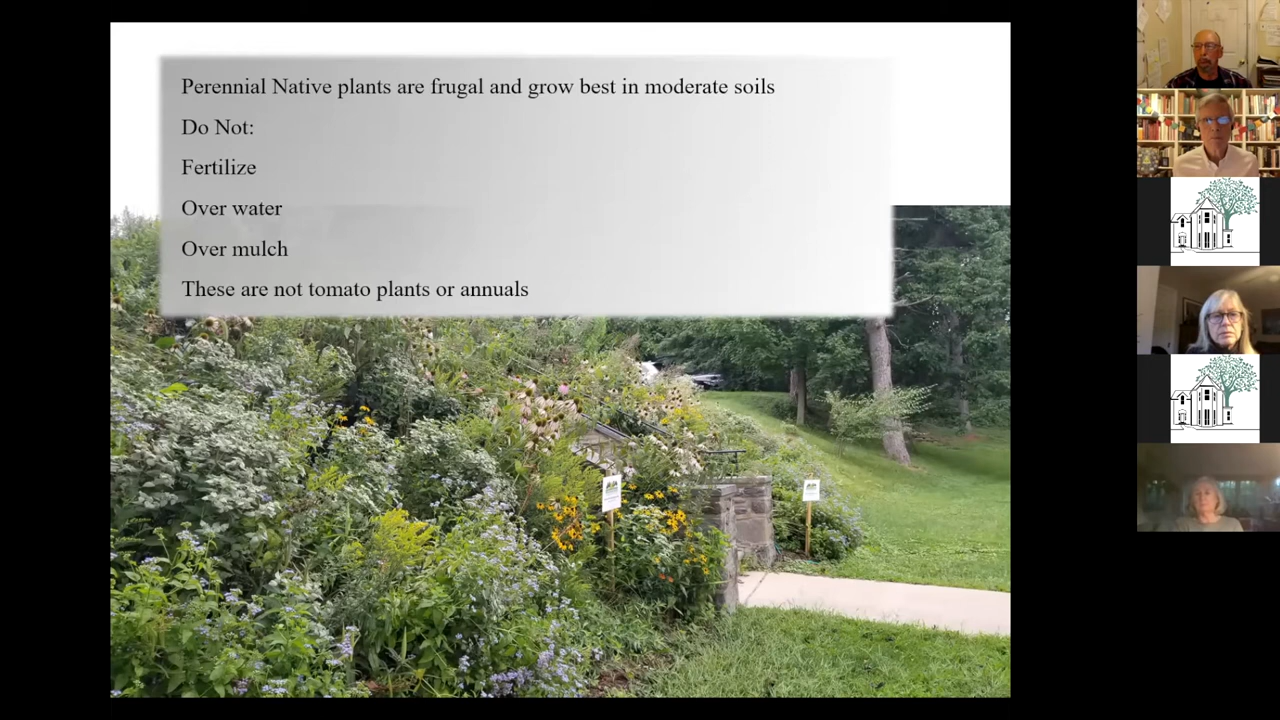 Perennial Native plants are frugal and grow best in moderate soils
Do Not:
Fertilize
Over water
Over mulch
These are not tomato plants or annuals